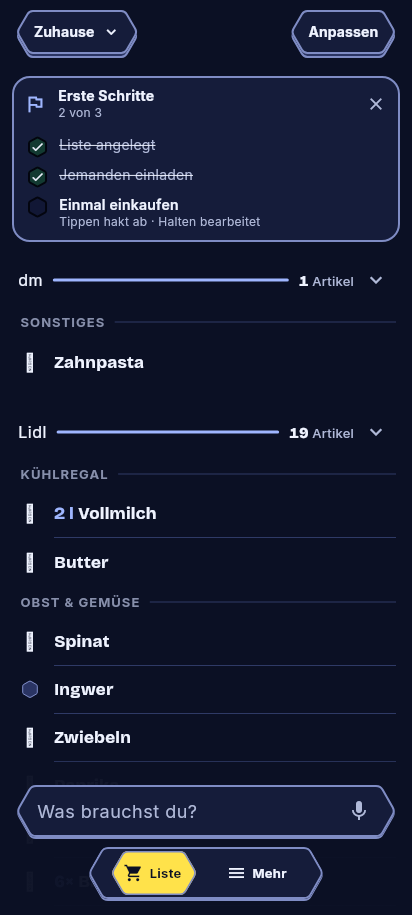 Zuhause
Anpassen
Erste Schritte
2 von 3
Liste angelegt
Jemanden einladen
Einmal einkaufen
Tippen hakt ab · Halten bearbeitet
dm
1 Artikel
SONSTIGES
Zahnpasta
Lidl
19 Artikel
KÜHLREGAL
2 l Vollmilch
Butter
OBST & GEMÜSE
Spinat
Ingwer
Zwiebeln
Was brauchst du?
Liste
Mehr